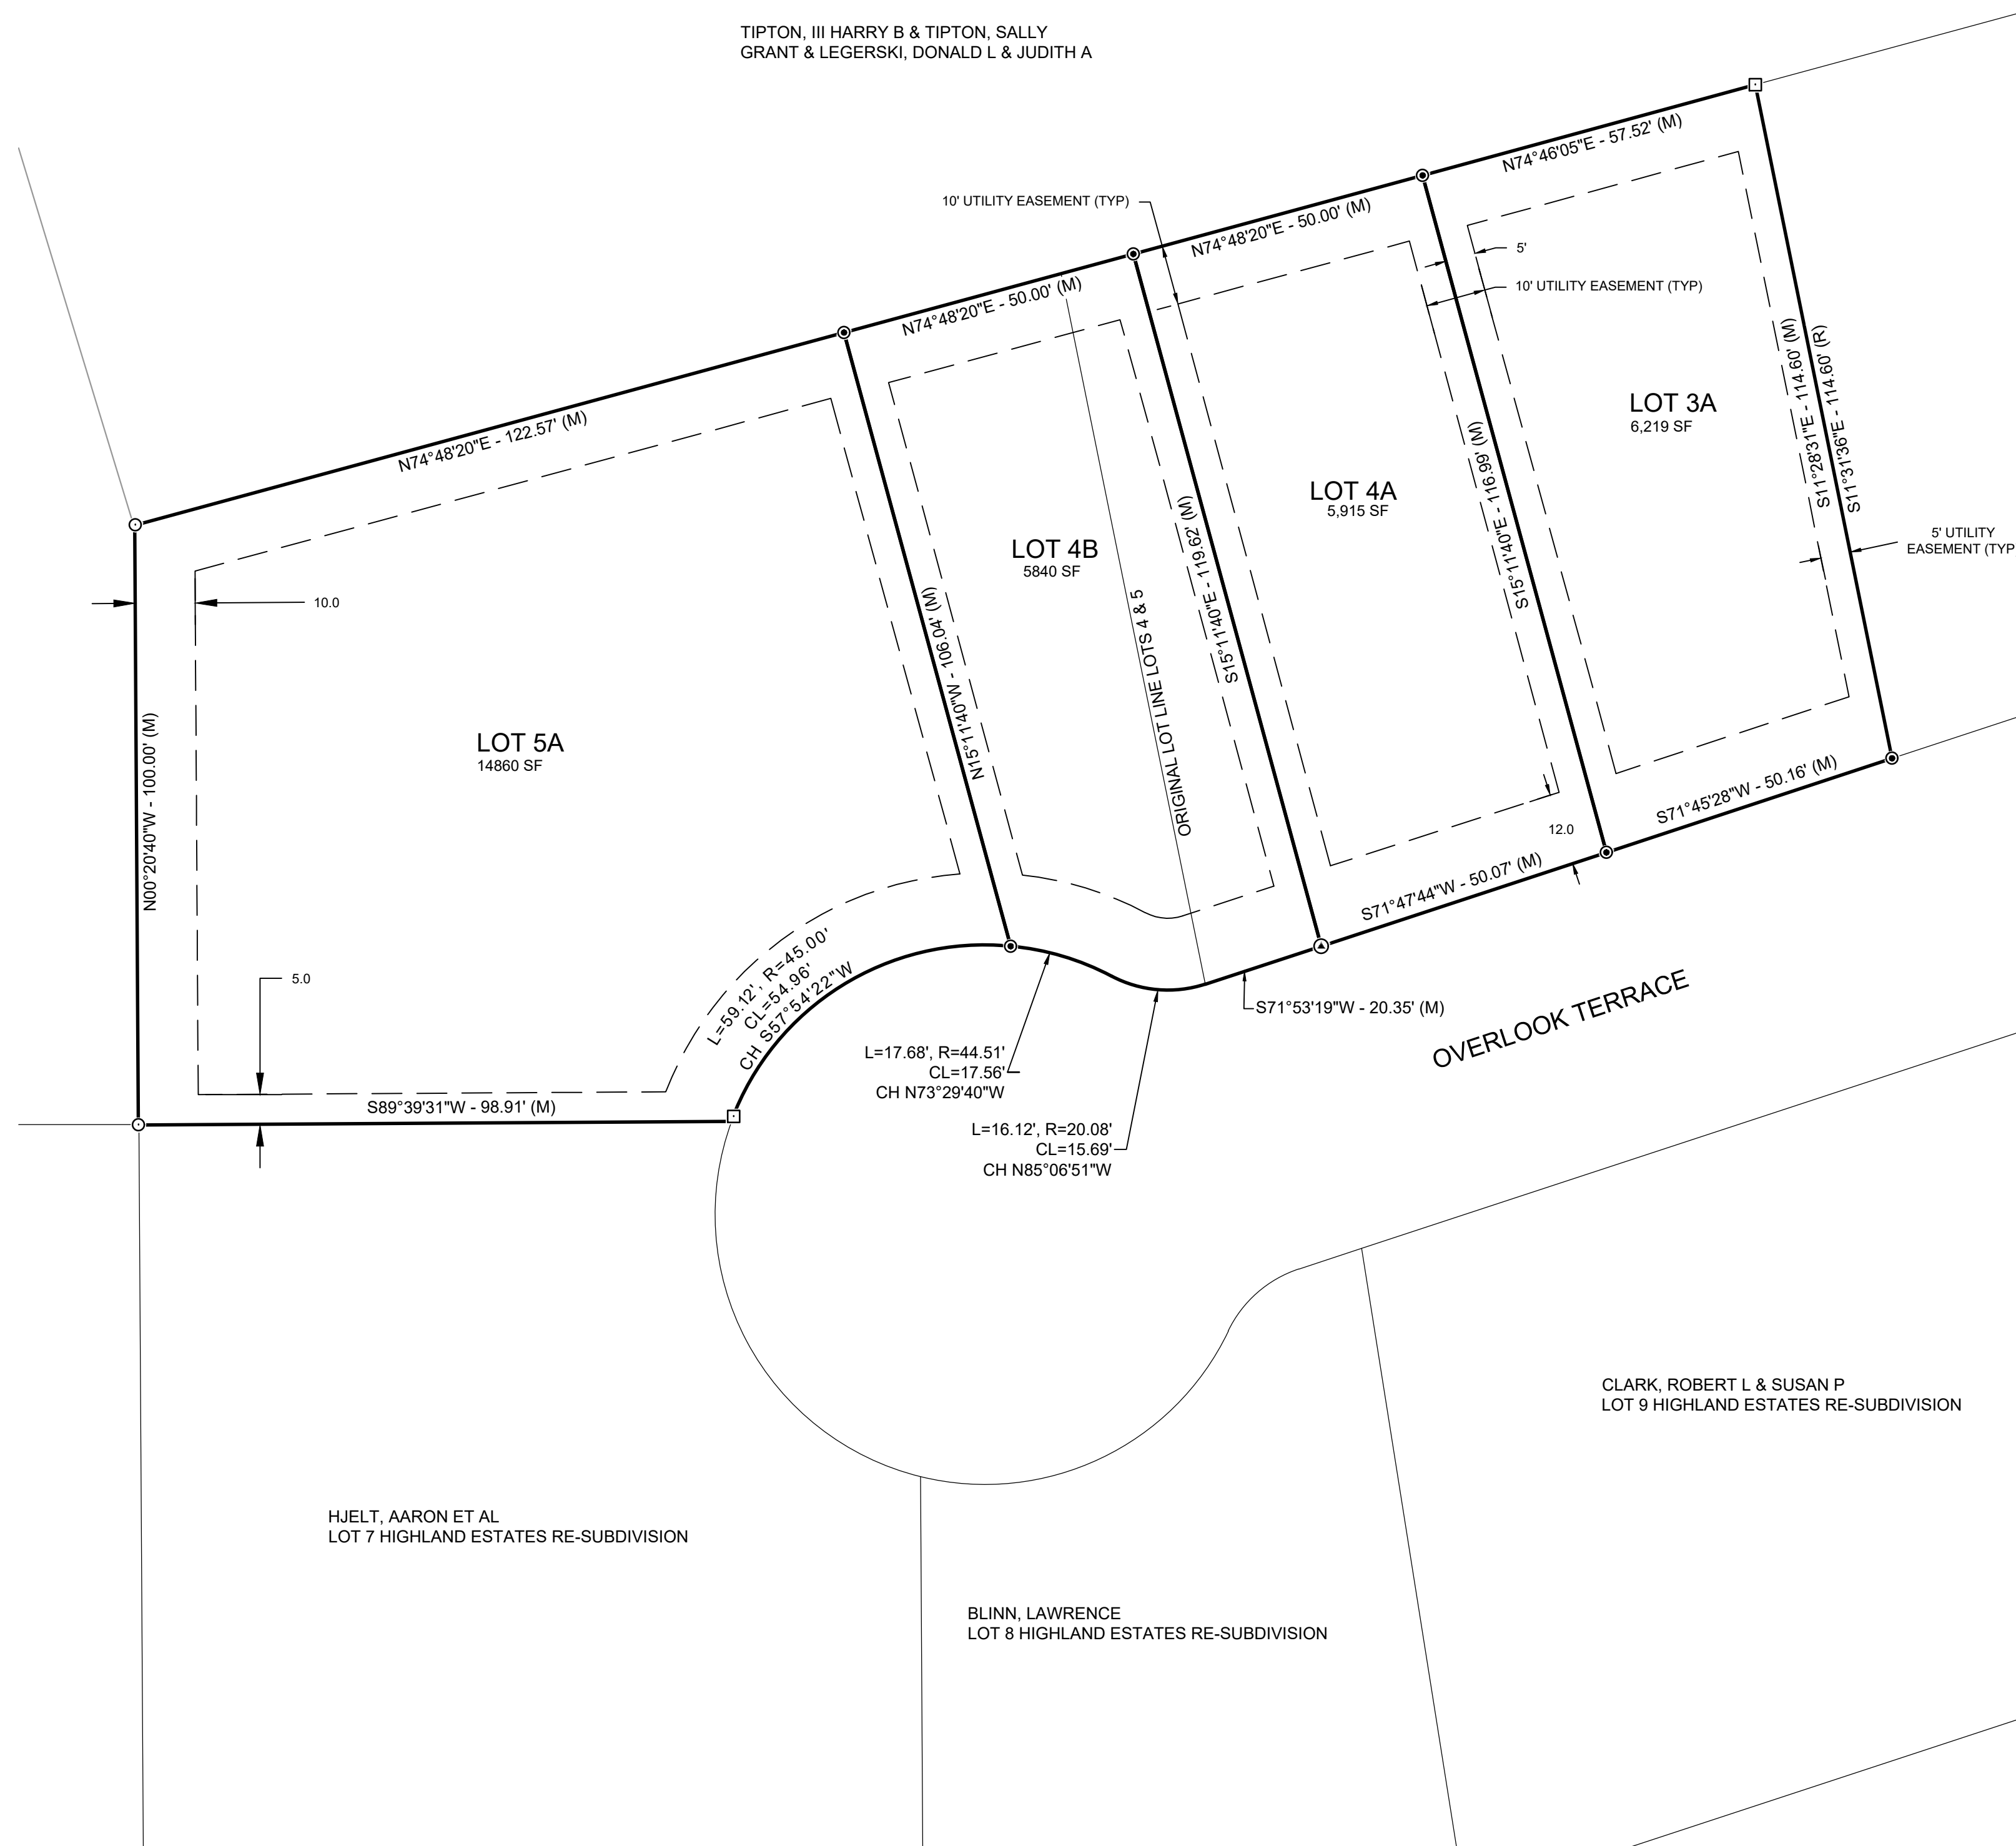 TIPTON, III HARRY B & TIPTON, SALLY
GRANT & LEGERSKI, DONALD L & JUDITH A
N74°46'05"E - 57.52' (M)
10' UTILITY EASEMENT (TYP)
N74°48'20"E - 50.00' (M)
5'
10' UTILITY EASEMENT (TYP)
N74°48'20"E - 50.00' (M)
N74°48'20"E - 122.57' (M)
LOT 3A
6,219 SF
S11°28'31"E - 114.60' (M)
S11°31'36"E - 114.60' (R)
LOT 4A
5,915 SF
S15°11'40"E - 116.99' (M)
5' UTILITY
EASEMENT (TYP
LOT 4B
5840 SF
S15°11'40"E - 119.62' (M)
ORIGINAL LOT LINE LOTS 4 & 5
N15°11'40"W - 106.04' (M)
10.0
LOT 5A
14860 SF
N00°20'40"W - 100.00' (M)
S71°45'28"W - 50.16' (M)
12.0
S71°47'44"W - 50.07' (M)
5.0
L=59.12', R=45.00'
CL=54.96'
CH S57°54'22"W
S71°53'19"W - 20.35' (M)
OVERLOOK TERRACE
L=17.68', R=44.51'
CL=17.56'
CH N73°29'40"W
S89°39'31"W - 98.91' (M)
L=16.12', R=20.08'
CL=15.69'
CH N85°06'51"W
CLARK, ROBERT L & SUSAN P
LOT 9 HIGHLAND ESTATES RE-SUBDIVISION
HJELT, AARON ET AL
LOT 7 HIGHLAND ESTATES RE-SUBDIVISION
BLINN, LAWRENCE
LOT 8 HIGHLAND ESTATES RE-SUBDIVISION